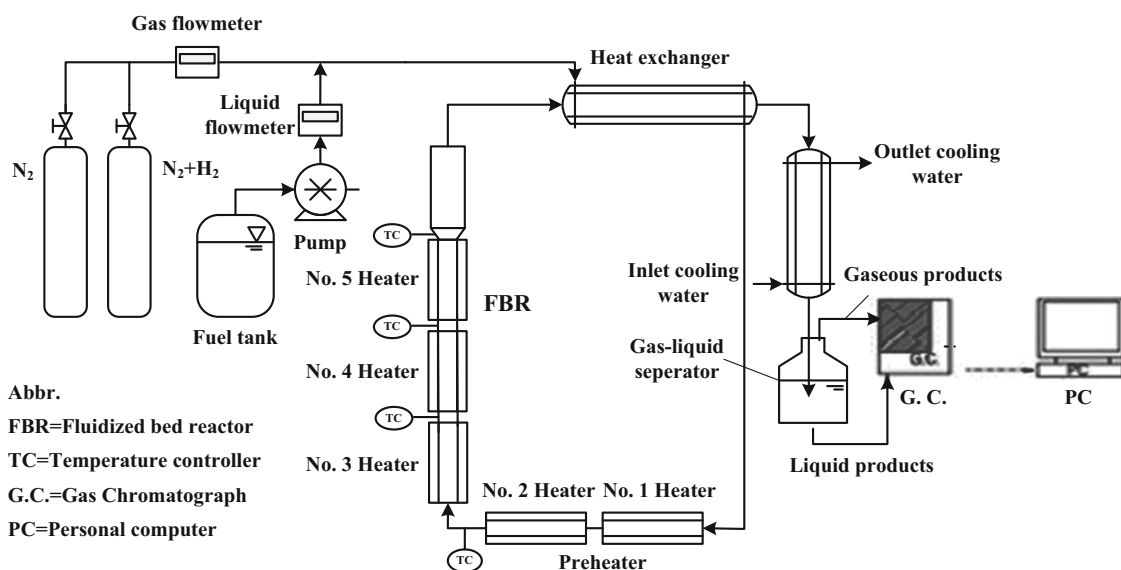 Gas flowmeter
Heat exchanger
Liquid
flowmeter
N₂
N₂+H₂
Outlet cooling
water
TC
Pump
No. 5 Heater
FBR
Inlet cooling
water
Gaseous products
Fuel tank
TC
Gas-liquid
seperator
G.C.
PC
No. 4 Heater
G. C.
PC
Abbr.
FBR=Fluidized bed reactor
TC
TC=Temperature controller
No. 3 Heater
Liquid products
G.C.=Gas Chromatograph
No. 2 Heater
No. 1 Heater
PC=Personal computer
TC
Preheater